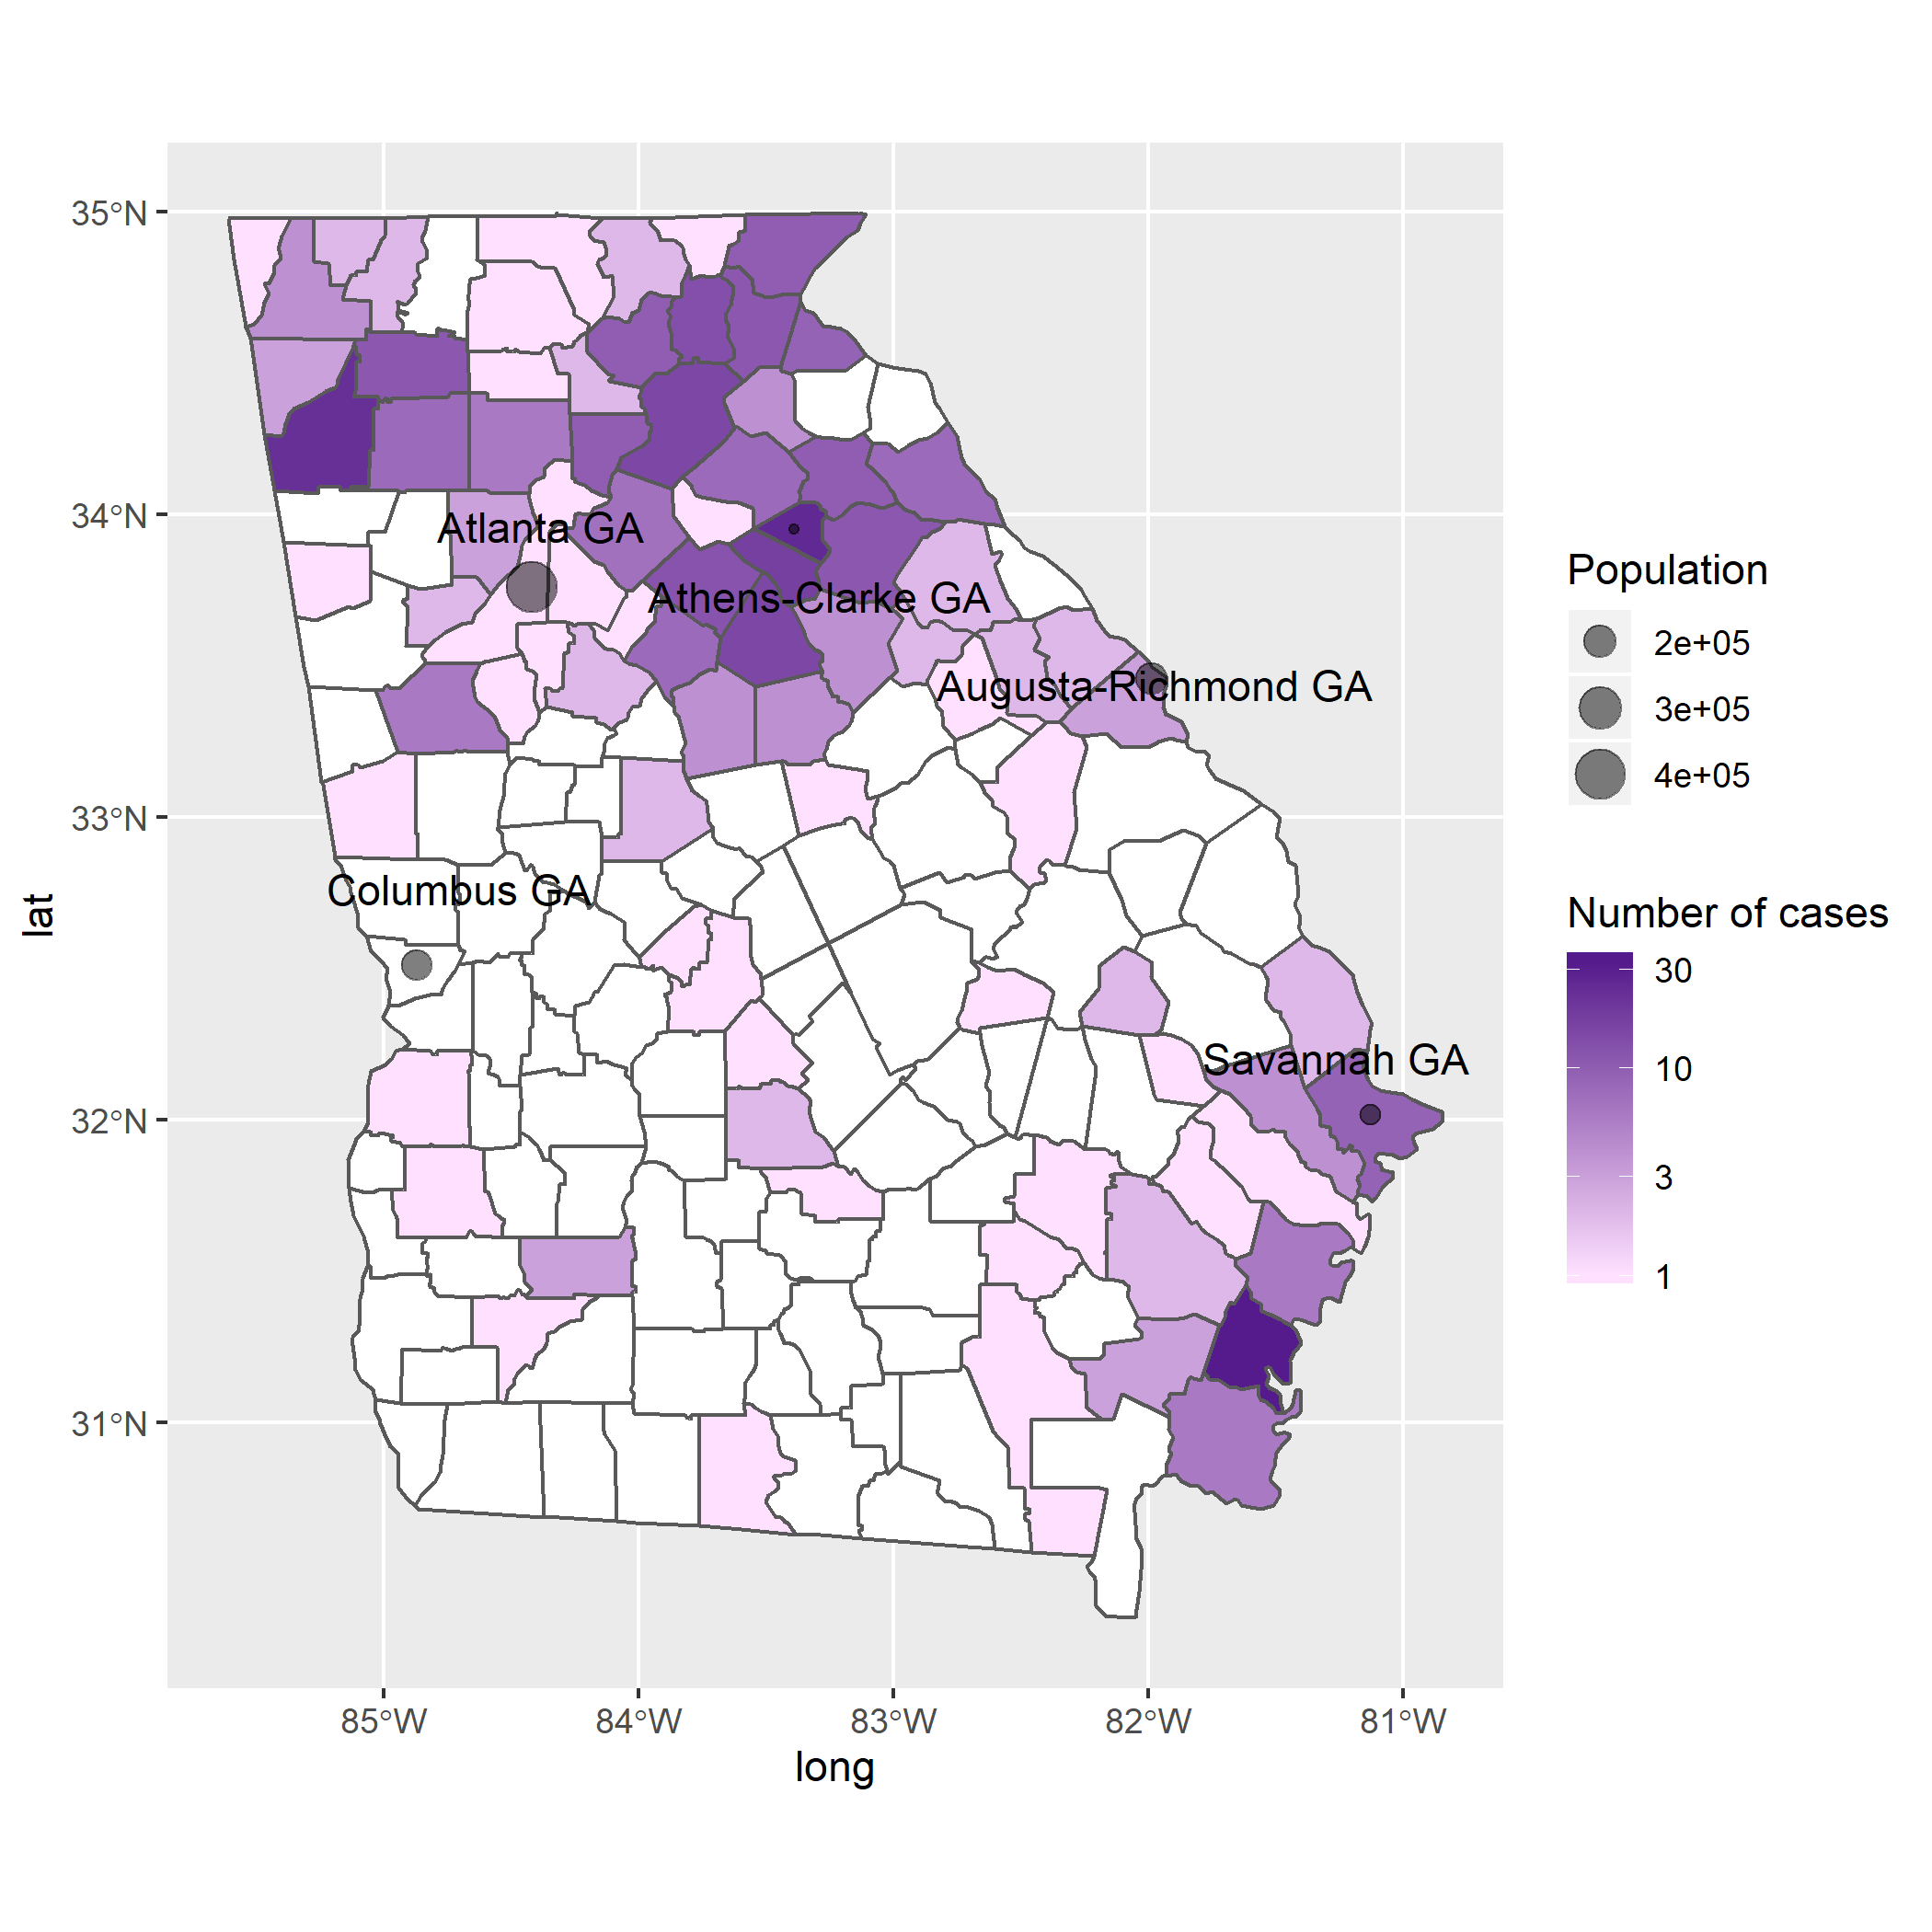 35°N
34°N
33°N
32°N
31°N
lat
Atlanta GA
Athens-Clarke GA
Augusta-Richmond GA
Columbus GA
Savannah GA
85°W 84°W 83°W 82°W 81°W
long
Population
2e+05
3e+05
4e+05
Number of cases
30
10
3
1